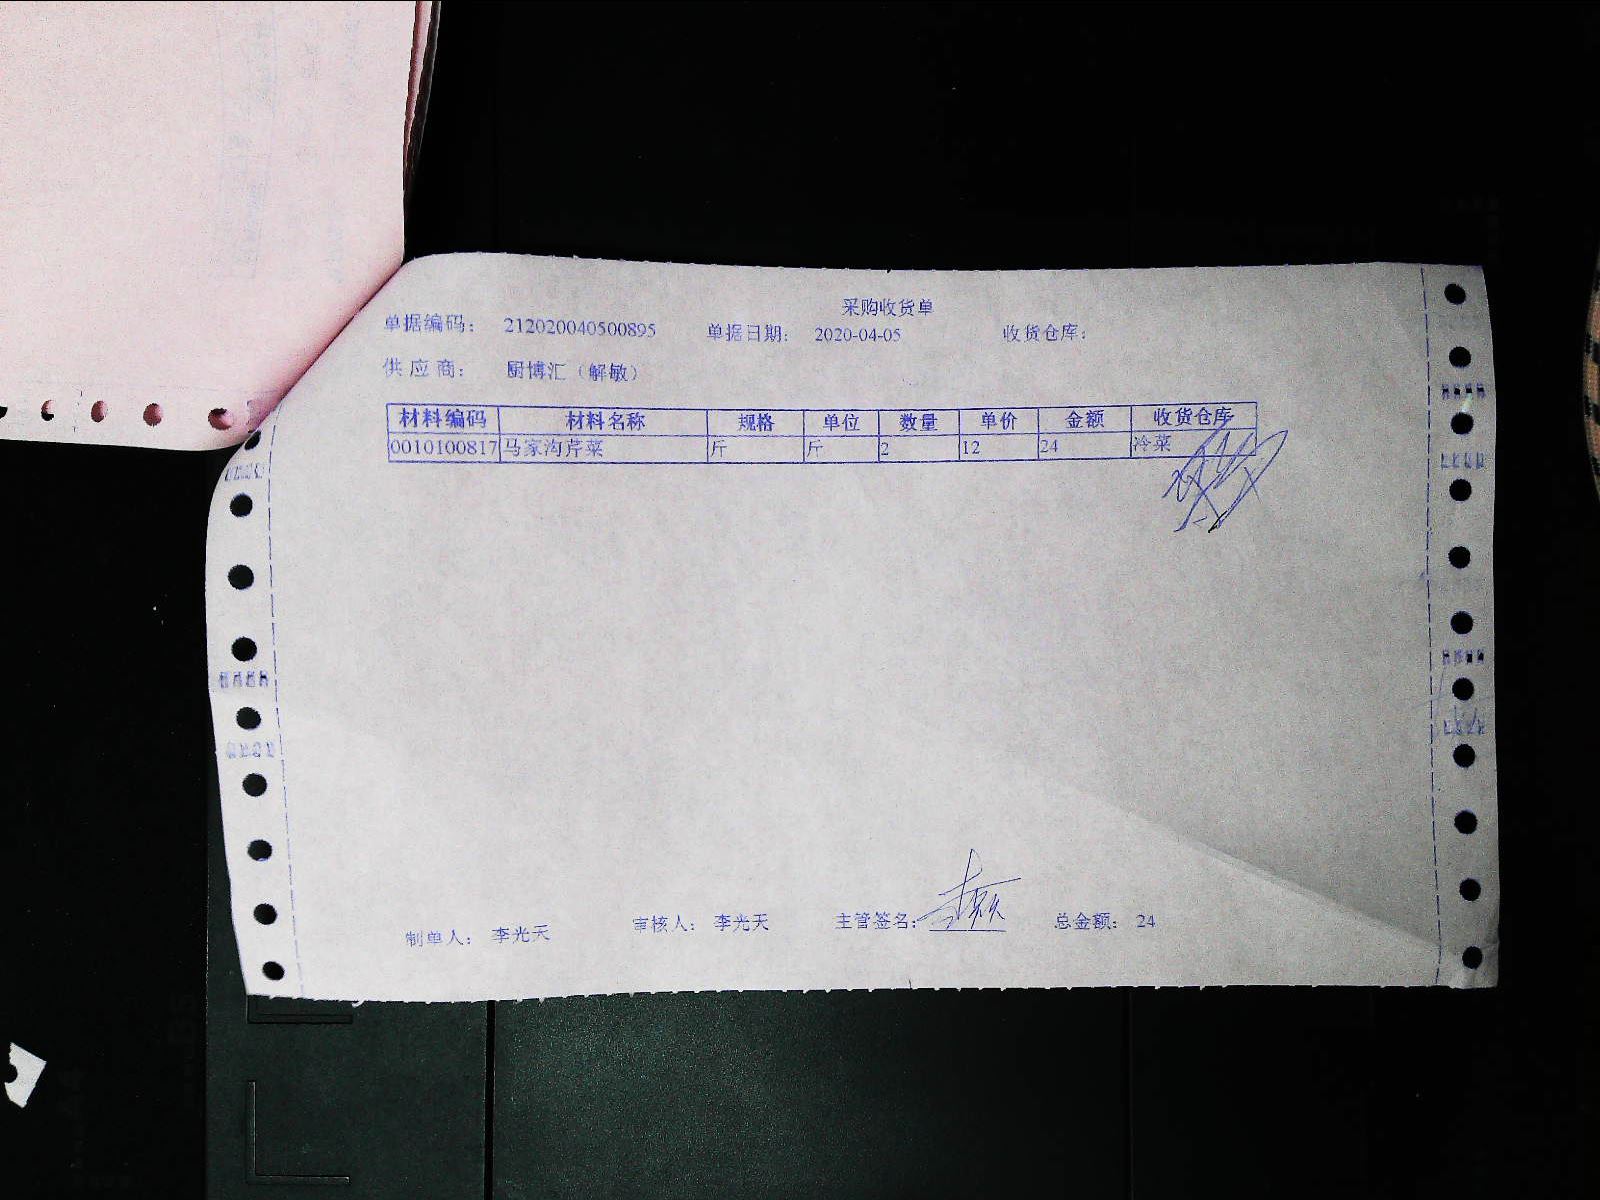 采购收货单
单据编码: 212020040500895 单据日期: 2020-04-05 收货仓库:
供应商: 厨博汇（解敏）
材料编码 材料名称 规格 单位 数量 单价 金额 收货仓库
0010100817 马家沟芹菜 斤 斤 2 12 24 冷菜
制单人: 李光天 审核人: 李光天 主管签名: 总金额: 24